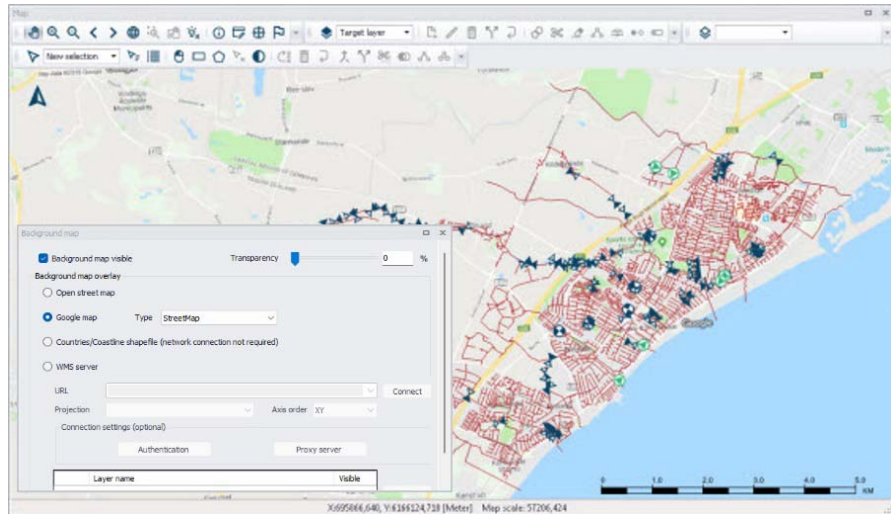 Map
Target layer
New selection
Google
Background map
Background map visible
Transparency
0
%
Background map overlay
Open street map
Google map
Type
StreetMap
Countries/Coastline shapefile (network connection not required)
WMS server
URL
Connect
Projection
Axis order
XY
Connection settings (optional)
Authentication
Proxy server
Layer name
Visible
0.0 1.0 2.0 3.0 4.0 5.0
KM
X:695866,640, Y:6166124,718 [Meter] Map scale: 57206,424